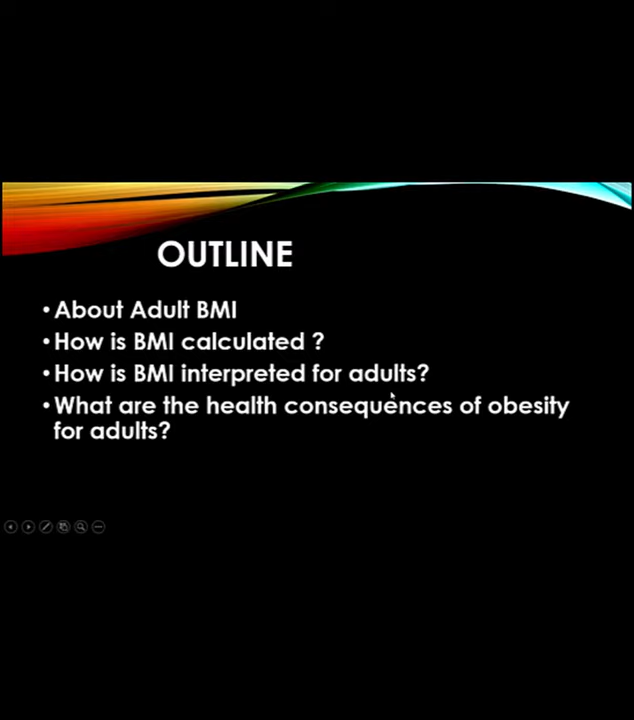 OUTLINE
• About Adult BMI
• How is BMI calculated ?
• How is BMI interpreted for adults?
• What are the health consequences of obesity
for adults?